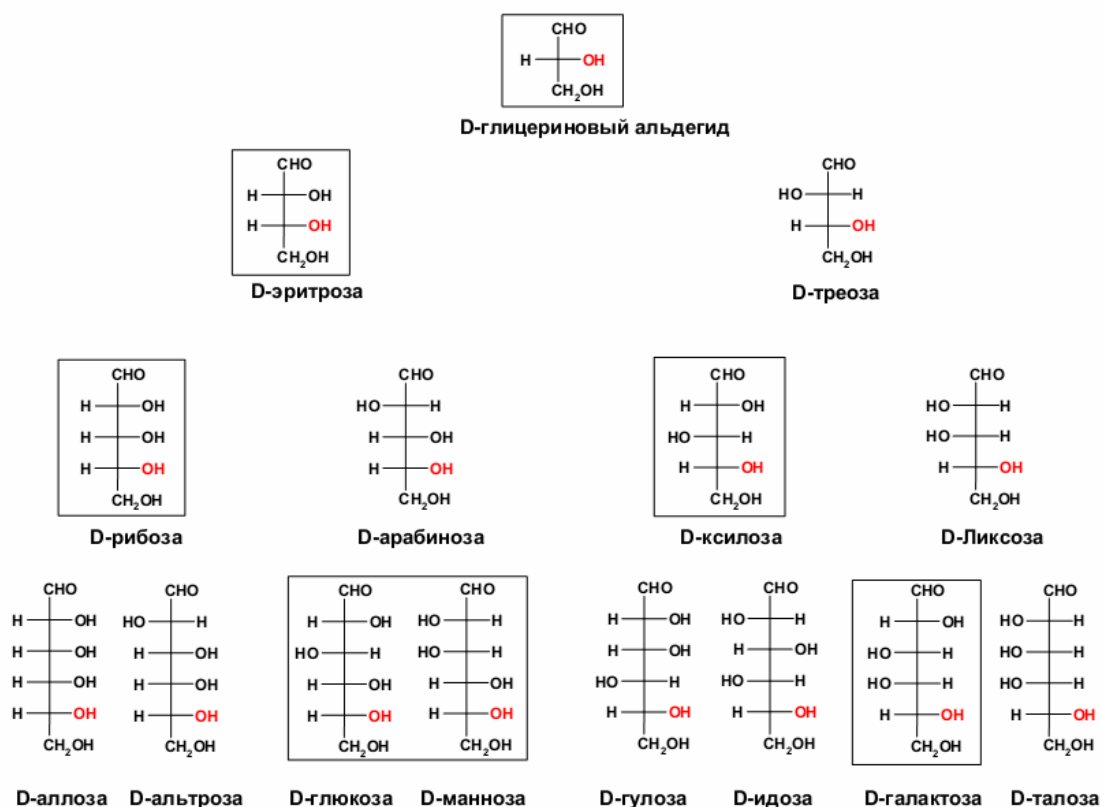 CHO
H OH
CH2OH
D-глицериновый альдегид
CHO CHO
H OH HO H
H OH H OH
CH2OH CH2OH
D-эритроза D-треоза
CHO CHO CHO CHO
H OH HO H H OH HO H
H OH H OH HO H HO H
H OH H OH H OH H OH
CH2OH CH2OH CH2OH CH2OH
D-рибоза D-арабиноза D-ксилоза D-Ликсоза
CHO CHO CHO CHO CHO CHO CHO CHO
H OH HO H H OH HO H H OH HO H H OH HO H
H OH H OH HO H HO H H OH H OH HO H HO H
H OH H OH H OH H OH HO H HO H HO H HO H
H OH H OH H OH H OH H OH H OH H OH H OH
CH2OH CH2OH CH2OH CH2OH CH2OH CH2OH CH2OH CH2OH
D-аллоза D-альтроза D-глюкоза D-манноза D-гулоза D-идоза D-галактоза D-талоза